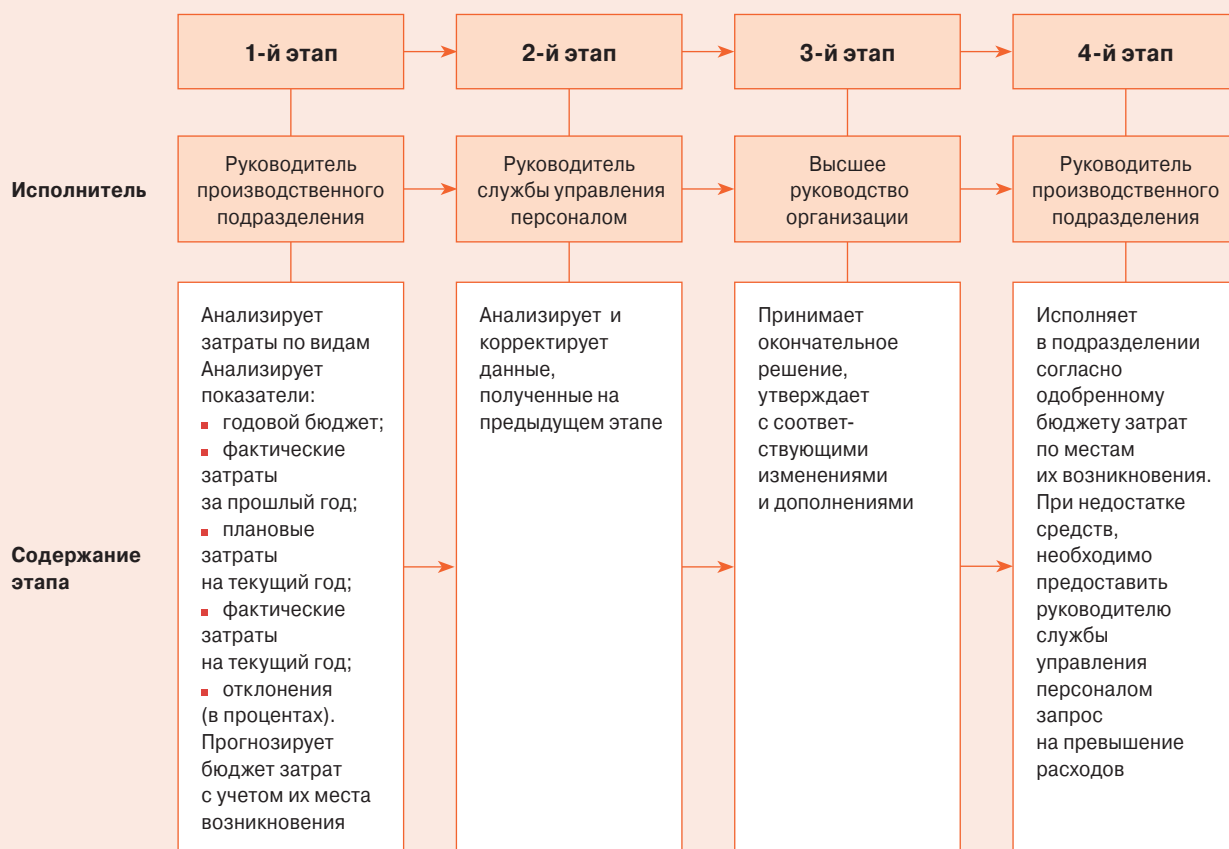 1-й этап
2-й этап
3-й этап
4-й этап
Исполнитель
Руководитель
производственного
подразделения
Руководитель
службы управления
персоналом
Высшее
руководство
организации
Руководитель
производственного
подразделения
Содержание
этапа
Анализирует
затраты по видам
Анализирует
показатели:
▪ годовой бюджет;
▪ фактические
затраты
за прошлый год;
▪ плановые
затраты
на текущий год;
▪ фактические
затраты
на текущий год;
▪ отклонения
(в процентах).
Прогнозирует
бюджет затрат
с учетом их места
возникновения
Анализирует и
корректирует
данные,
полученные на
предыдущем этапе
Принимает
окончательное
решение,
утверждает
с соответ-
ствующими
изменениями
и дополнениями
Исполняет
в подразделении
согласно
одобренному
бюджету затрат
по местам
их возникновения.
При недостатке
средств,
необходимо
предоставить
руководителю
службы
управления
персоналом
запрос
на превышение
расходов